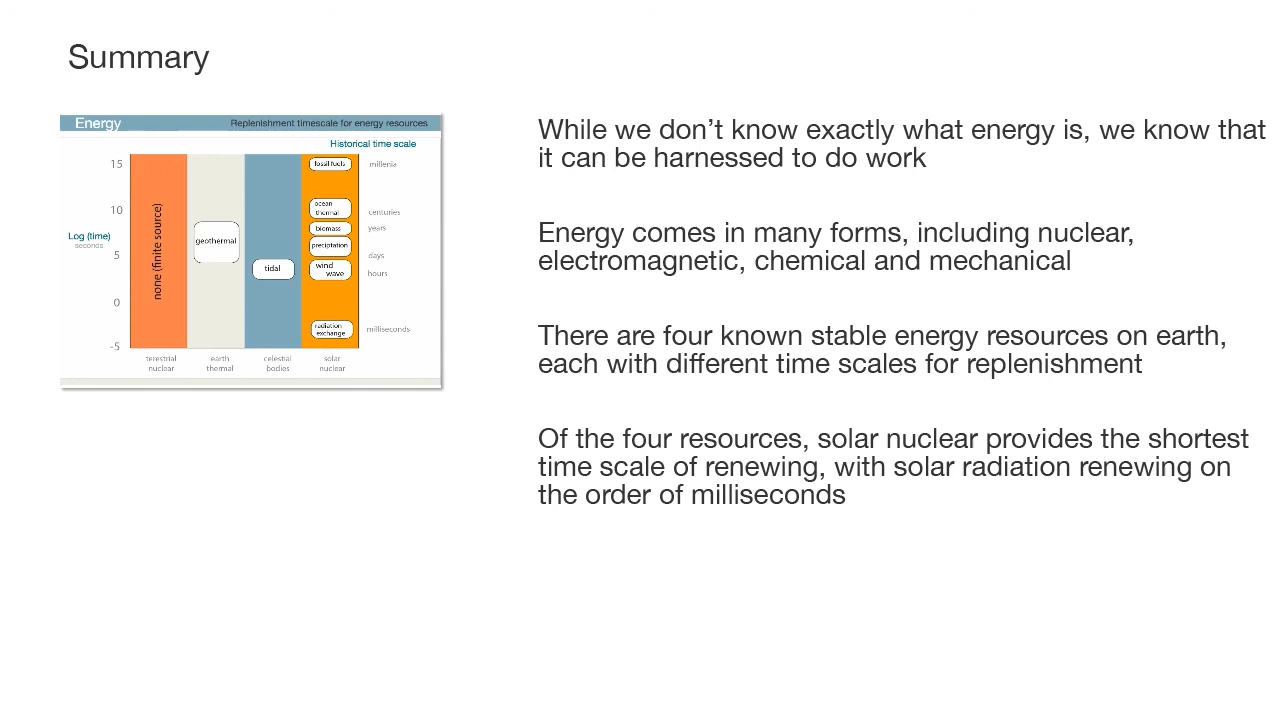 Summary
Energy
Replenishment timescale for energy resources
Historical time scale
15
10
5
0
-5
Log (time)
seconds
none (finite source)
geothermal
tidal
fossil fuels
ocean
thermal
biomass
preciptation
wind
wave
radiation
exchange
millenia
centuries
years
days
hours
milliseconds
terestrial
nuclear
earth
thermal
celestial
bodies
solar
nuclear
While we don’t know exactly what energy is, we know that
it can be harnessed to do work
Energy comes in many forms, including nuclear,
electromagnetic, chemical and mechanical
There are four known stable energy resources on earth,
each with different time scales for replenishment
Of the four resources, solar nuclear provides the shortest
time scale of renewing, with solar radiation renewing on
the order of milliseconds